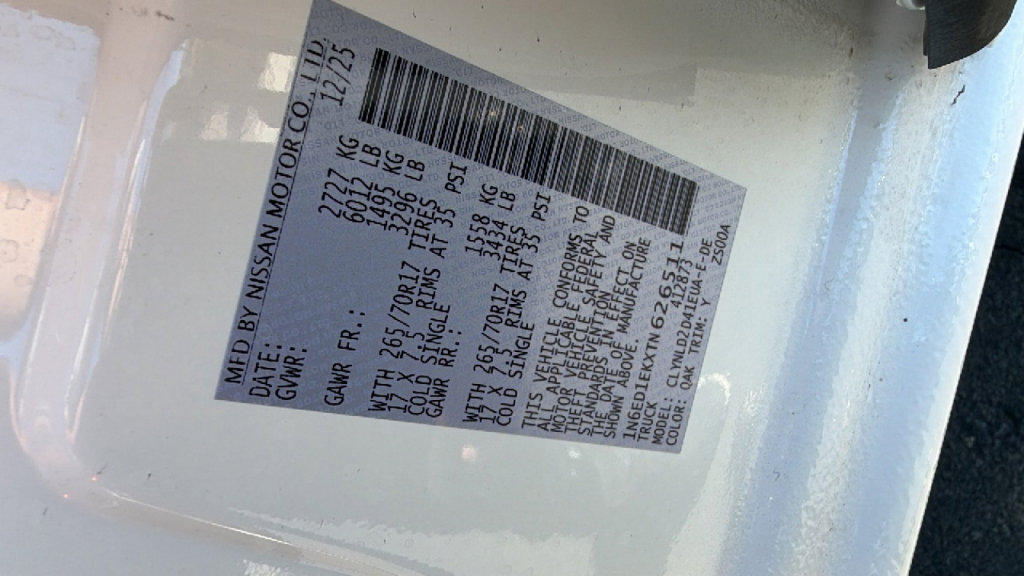 MFD BY NISSAN MOTOR CO., LTD.
DATE: 12/25
GVWR: 2727 KG
6012 LB
GAWR FR.: 1495 KG
3296 LB
WITH 265/70R17 TIRES
17 X 7.5 SINGLE RIMS AT 35 PSI
COLD
GAWR RR.: 1558 KG
3434 LB
WITH 265/70R17 TIRES
17 X 7.5 SINGLE RIMS AT 35 PSI
COLD
THIS VEHICLE CONFORMS TO
ALL APPLICABLE FEDERAL
MOTOR VEHICLE SAFETY AND
THEFT PREVENTION
STANDARDS IN EFFECT ON
THE DATE OF MANUFACTURE
SHOWN ABOVE.
1N6ED1EKXTN626511
TRUCK 412873
MODEL: CLYNLD2D41EUA-E-DE
COLOR: QAK TRIM: Y ZS00A